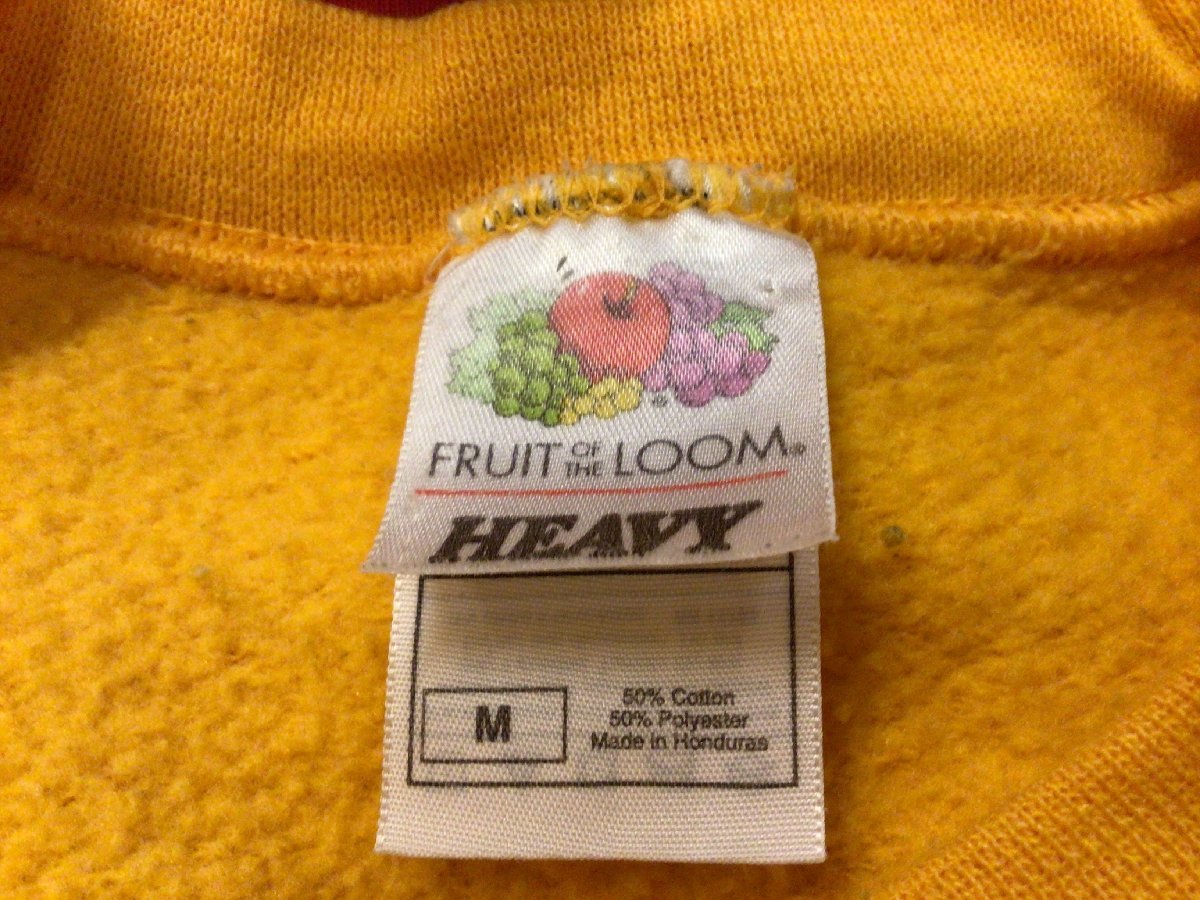 FRUIT OF THE LOOM®
HEAVY
M
50% Cotton
50% Polyester
Made in Honduras